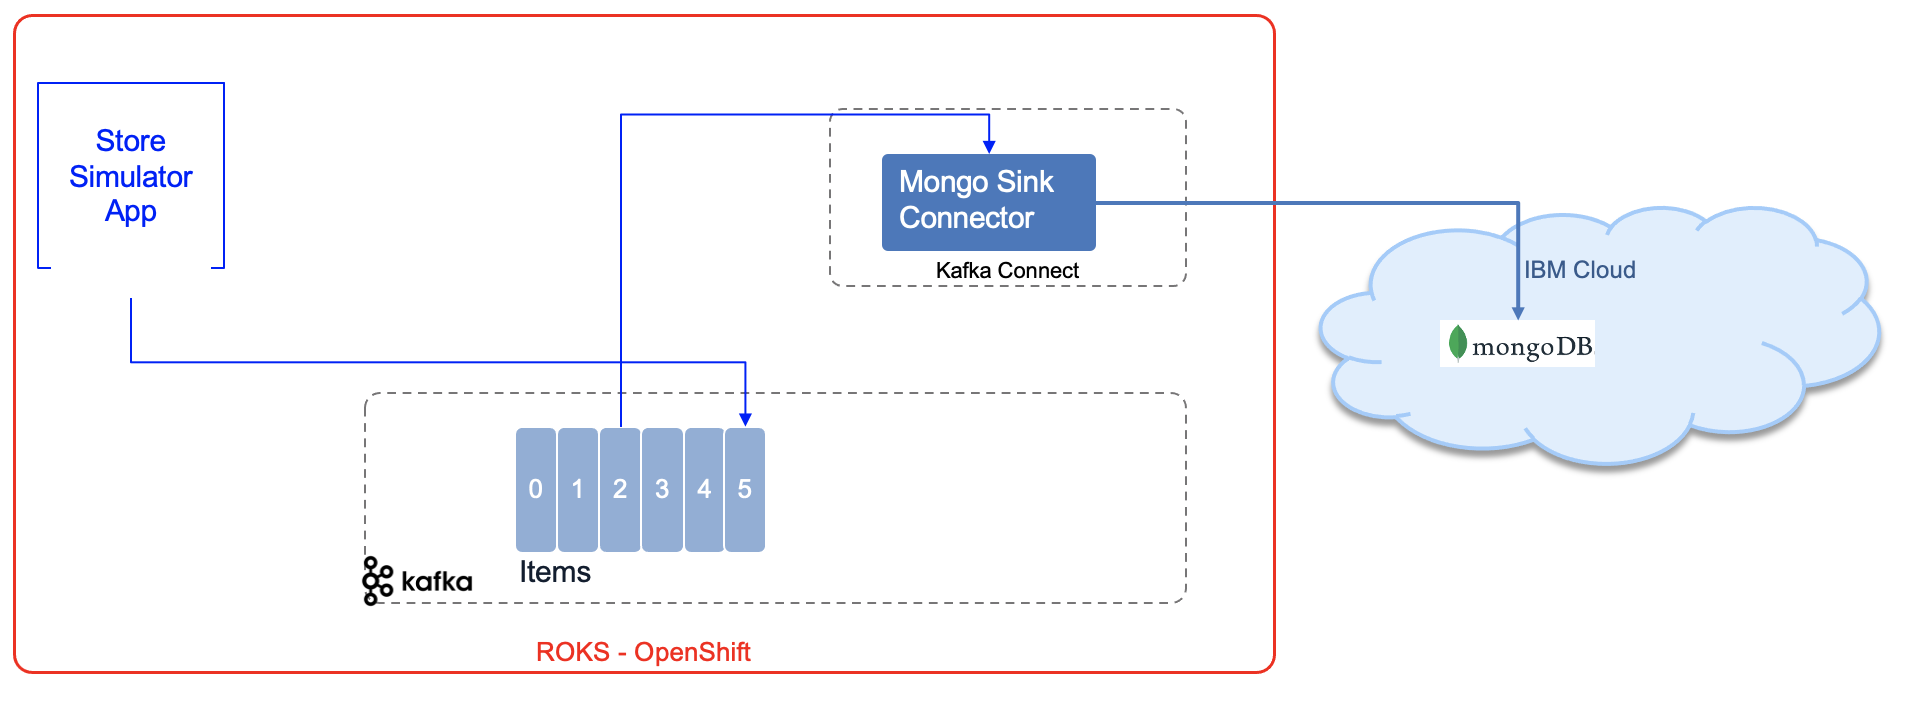 Store
Simulator
App
Mongo Sink
Connector
Kafka Connect
IBM Cloud
mongoDB
0 1 2 3 4 5
Items
kafka
ROKS - OpenShift